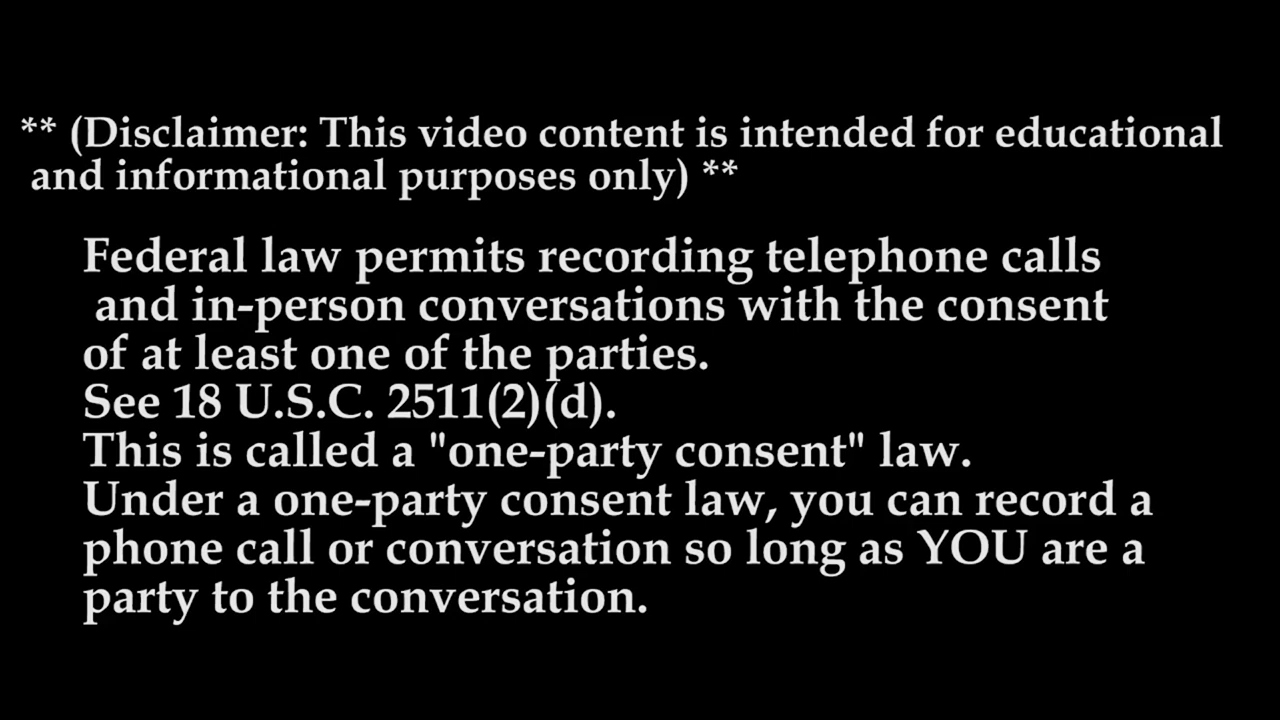 ** (Disclaimer: This video content is intended for educational
and informational purposes only) **
Federal law permits recording telephone calls
and in-person conversations with the consent
of at least one of the parties.
See 18 U.S.C. 2511(2)(d).
This is called a "one-party consent" law.
Under a one-party consent law, you can record a
phone call or conversation so long as YOU are a
party to the conversation.